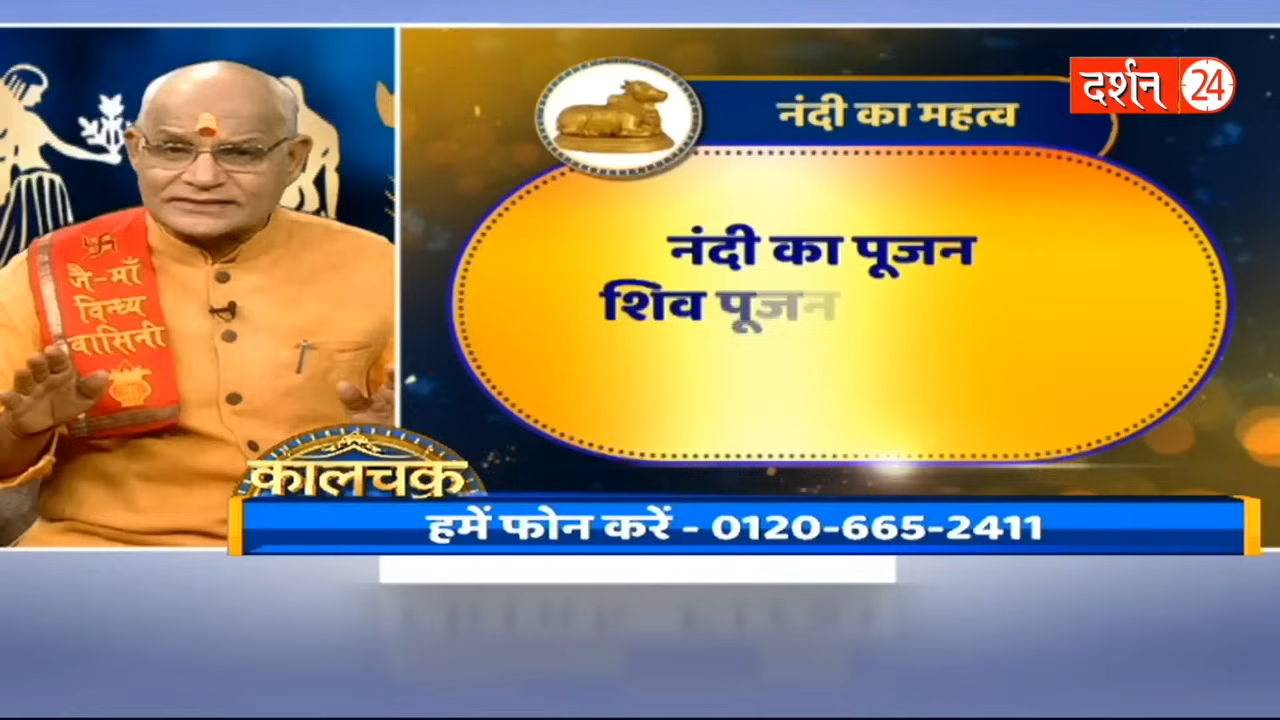 दर्शन 24
नंदी का महत्व
नंदी का पूजन
शिव पूजन
जै-माँ
विन्ध्य
वासिनी
कालचक्र
हमें फोन करें - 0120-665-2411